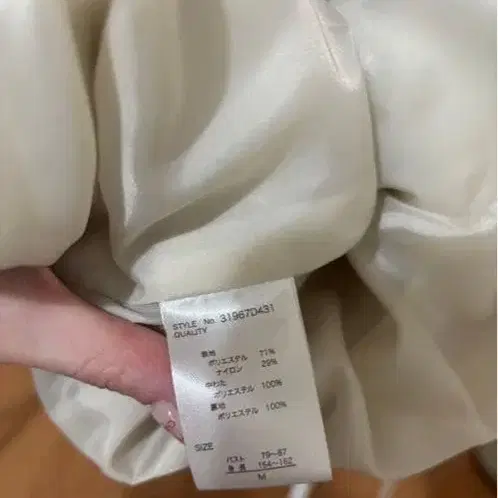 STYLE No. 31967D431
QUALITY
表地
ポリエステル 71%
ナイロン 29%
中わた
ポリエステル 100%
裏地
ポリエステル 100%
SIZE
バスト 79~87
身長 154~162
M